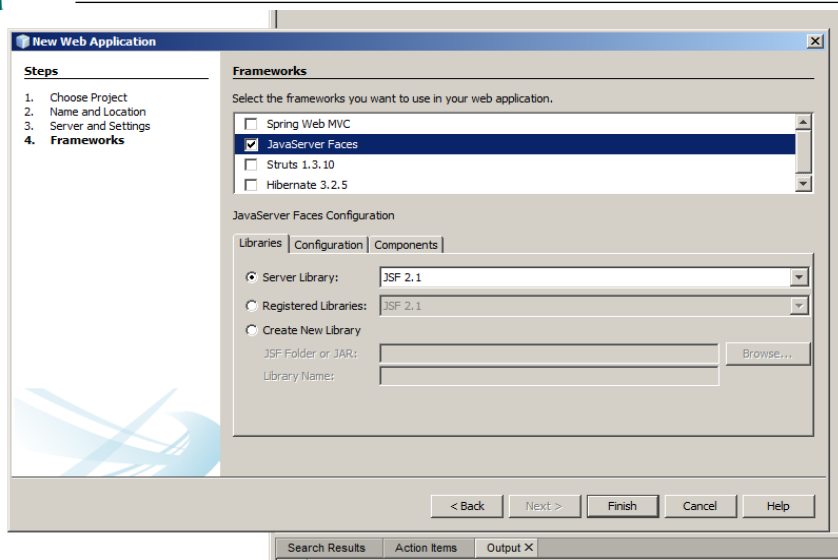 New Web Application
Steps
1. Choose Project
2. Name and Location
3. Server and Settings
4. Frameworks
Frameworks
Select the frameworks you want to use in your web application.
Spring Web MVC
JavaServer Faces
Struts 1.3.10
Hibernate 3.2.5
JavaServer Faces Configuration
Libraries Configuration Components
Server Library: JSF 2.1
Registered Libraries: JSF 2.1
Create New Library
JSF Folder or JAR: Browse...
Library Name:
< Back Next > Finish Cancel Help
Search Results Action Items Output X